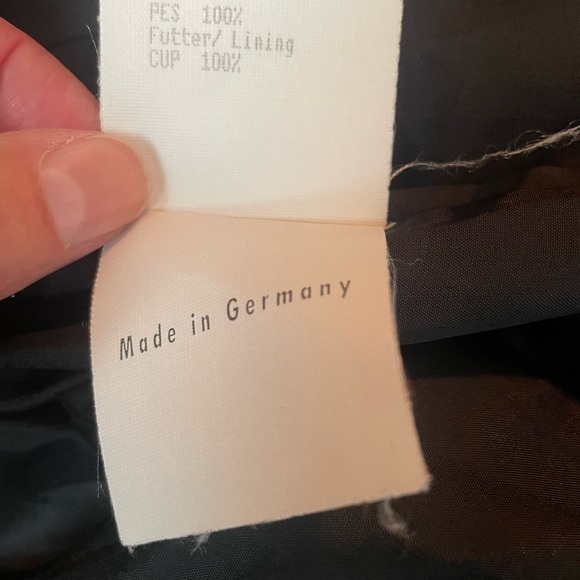 PES 100%
Futter/ Lining
CUP 100%
Made in Germany